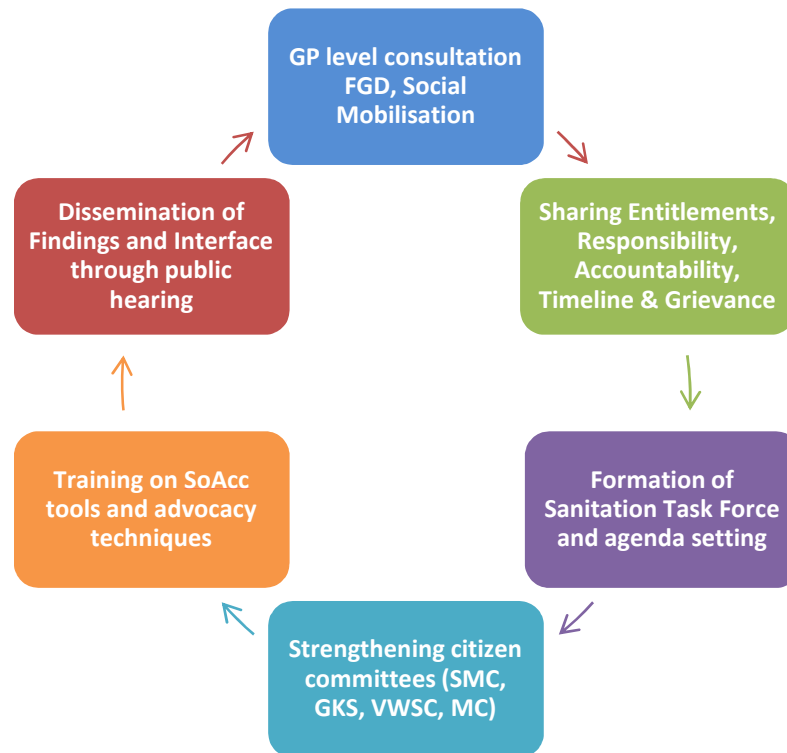 GP level consultation
FGD, Social
Mobilisation
Sharing Entitlements,
Responsibility,
Accountability,
Timeline & Grievance
Formation of
Sanitation Task Force
and agenda setting
Strengthening citizen
committees (SMC,
GKS, VWSC, MC)
Training on SoAcc
tools and advocacy
techniques
Dissemination of
Findings and Interface
through public
hearing